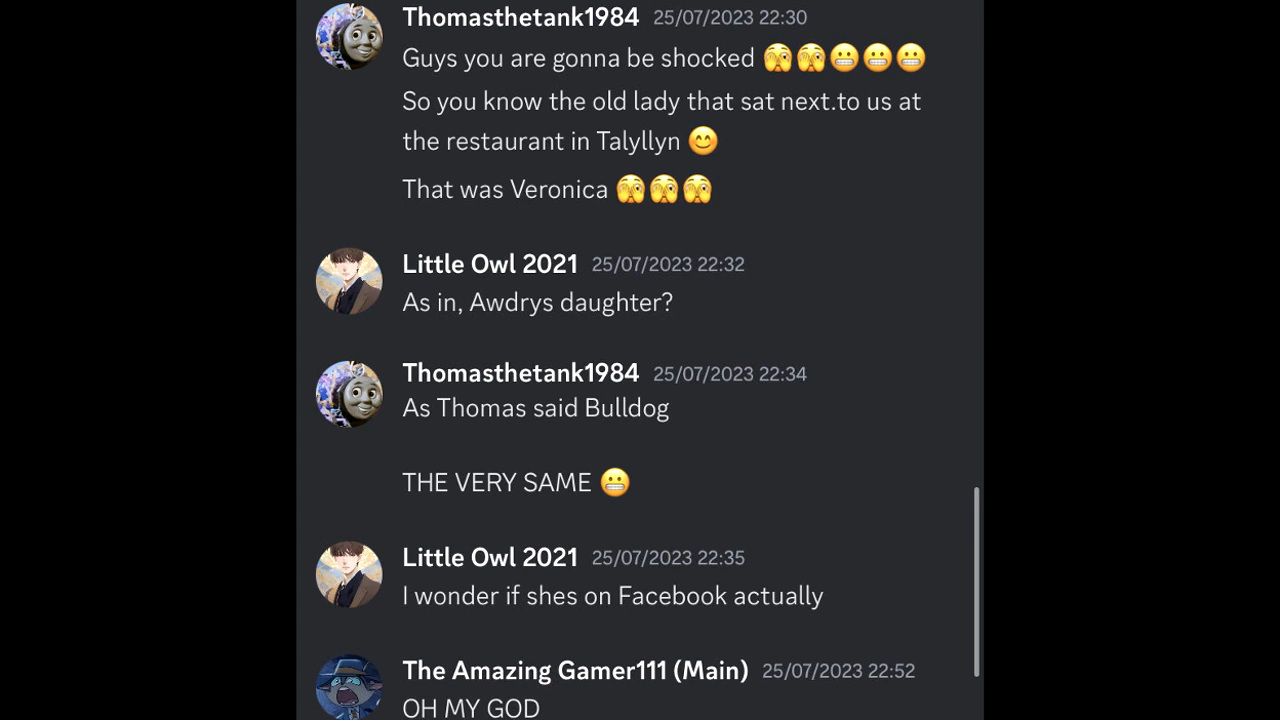 Thomasthetank1984 25/07/2023 22:30
Guys you are gonna be shocked 🫣🫣😬😬😬
So you know the old lady that sat next.to us at
the restaurant in Talyllyn 😊
That was Veronica 🫣🫣🫣
Little Owl 2021 25/07/2023 22:32
As in, Awdrys daughter?
Thomasthetank1984 25/07/2023 22:34
As Thomas said Bulldog
THE VERY SAME 😬
Little Owl 2021 25/07/2023 22:35
I wonder if shes on Facebook actually
The Amazing Gamer111 (Main) 25/07/2023 22:52
OH MY GOD